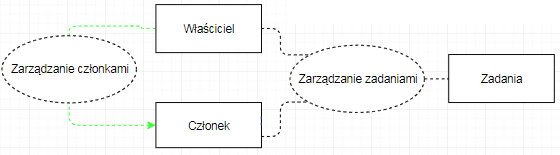 Właściciel
Zarządzanie członkami
Zarządzanie zadaniami
Zadania
Członek